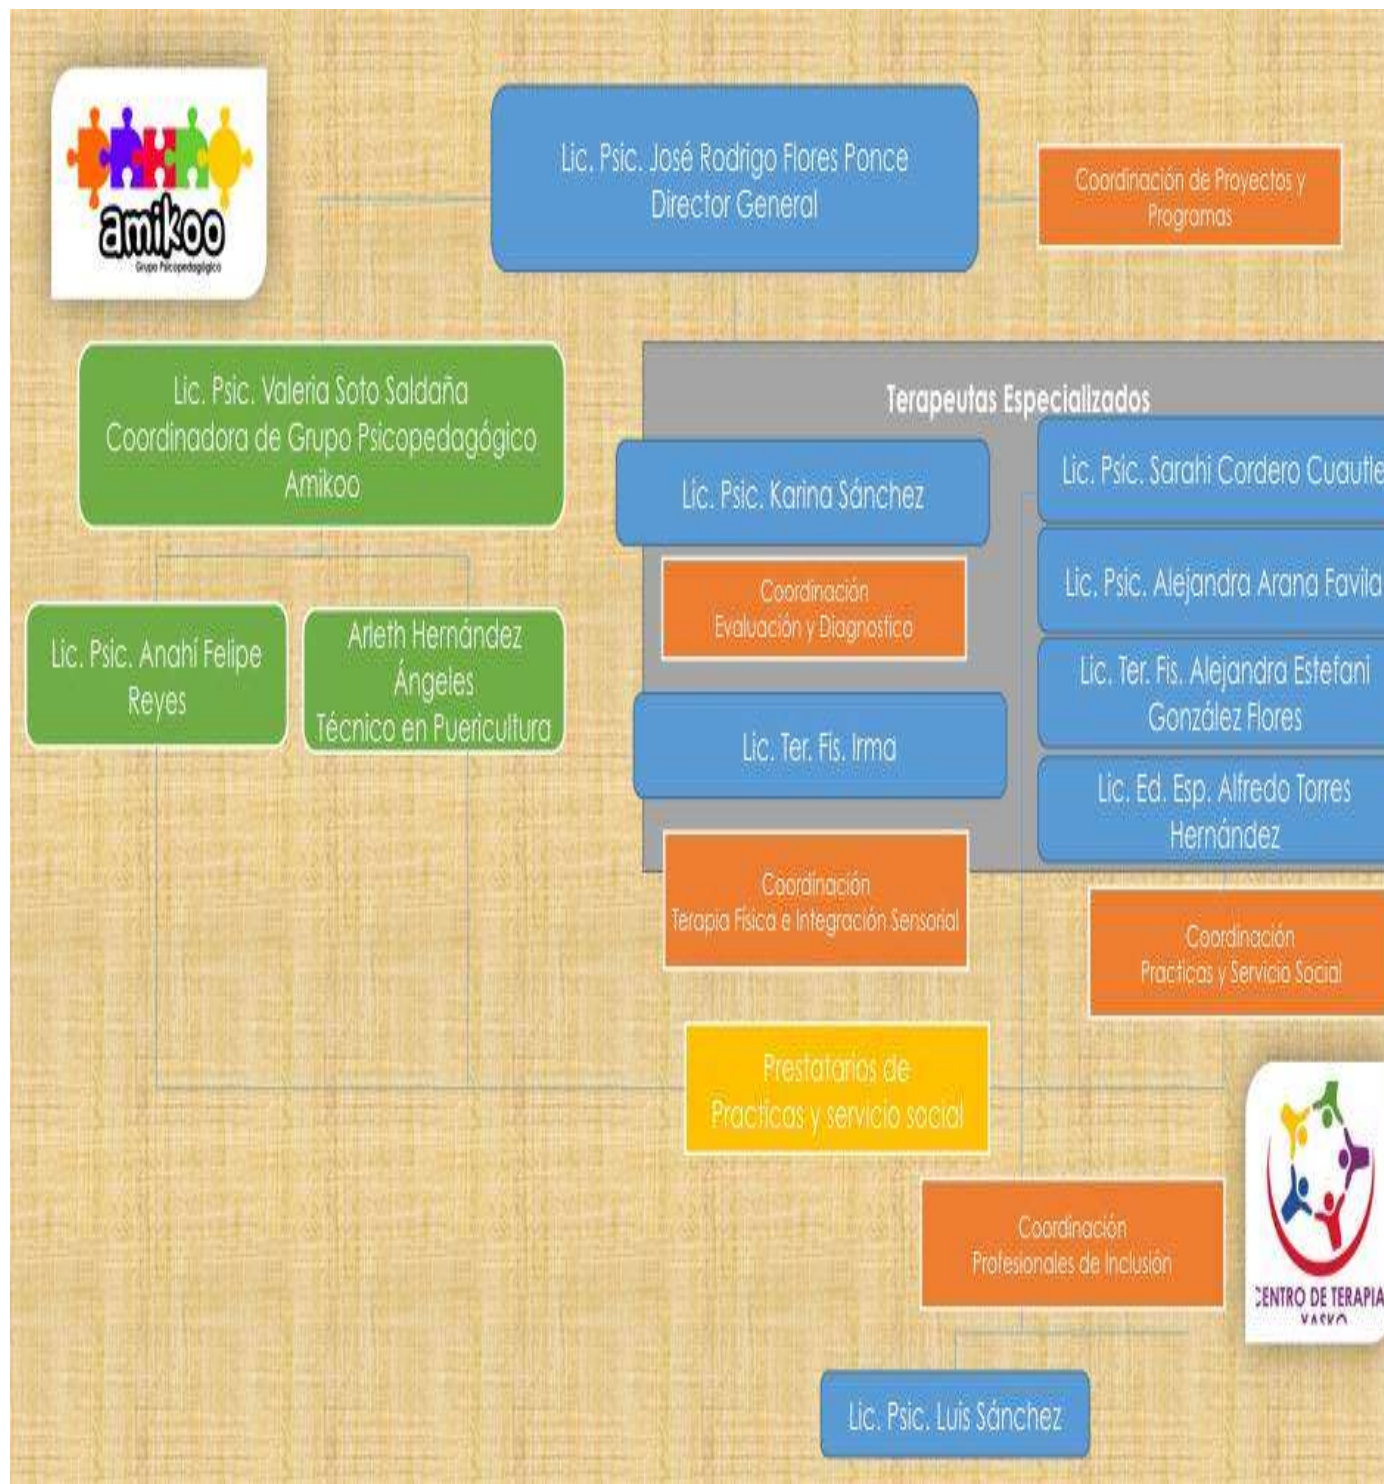 amikoo
Grupo Psicopedagógico
Lic. Psic. José Rodrigo Flores Ponce
Director General
Coordinación de Proyectos y
Programas
Lic. Psic. Valeria Soto Saldaña
Coordinadora de Grupo Psicopedagógico
Amikoo
Lic. Psic. Anahí Felipe
Reyes
Arleth Hernández
Ángeles
Técnico en Puericultura
Terapeutas Especializados
Lic. Psic. Karina Sánchez
Coordinación
Evaluación y Diagnostico
Lic. Ter. Fis. Irma
Coordinación
Terapia Física e Integración Sensorial
Lic. Psic. Sarahi Cordero Cuautle
Lic. Psic. Alejandra Arana Favila
Lic. Ter. Fis. Alejandra Estefani
González Flores
Lic. Ed. Esp. Alfredo Torres
Hernández
Coordinación
Practicas y Servicio Social
Prestatarios de
Practicas y servicio social
Coordinación
Profesionales de Inclusión
Lic. Psic. Luis Sánchez
CENTRO DE TERAPIA